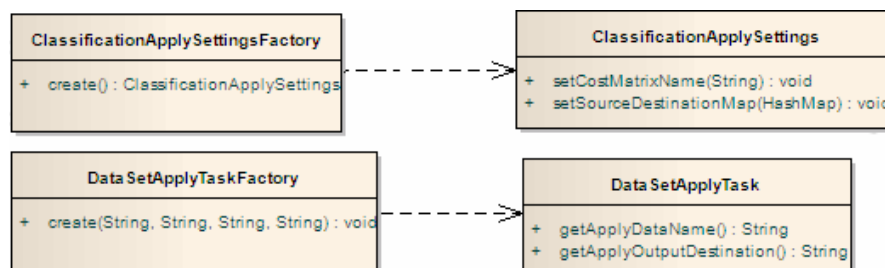 ClassificationApplySettingsFactory
+ create() : ClassificationApplySettings
ClassificationApplySettings
+ setCostMatrixName(String) : void
+ setSourceDestinationMap(HashMap) : void
DataSetApplyTaskFactory
+ create(String, String, String, String) : void
DataSetApplyTask
+ getApplyDataName() : String
+ getApplyOutputDestination() : String